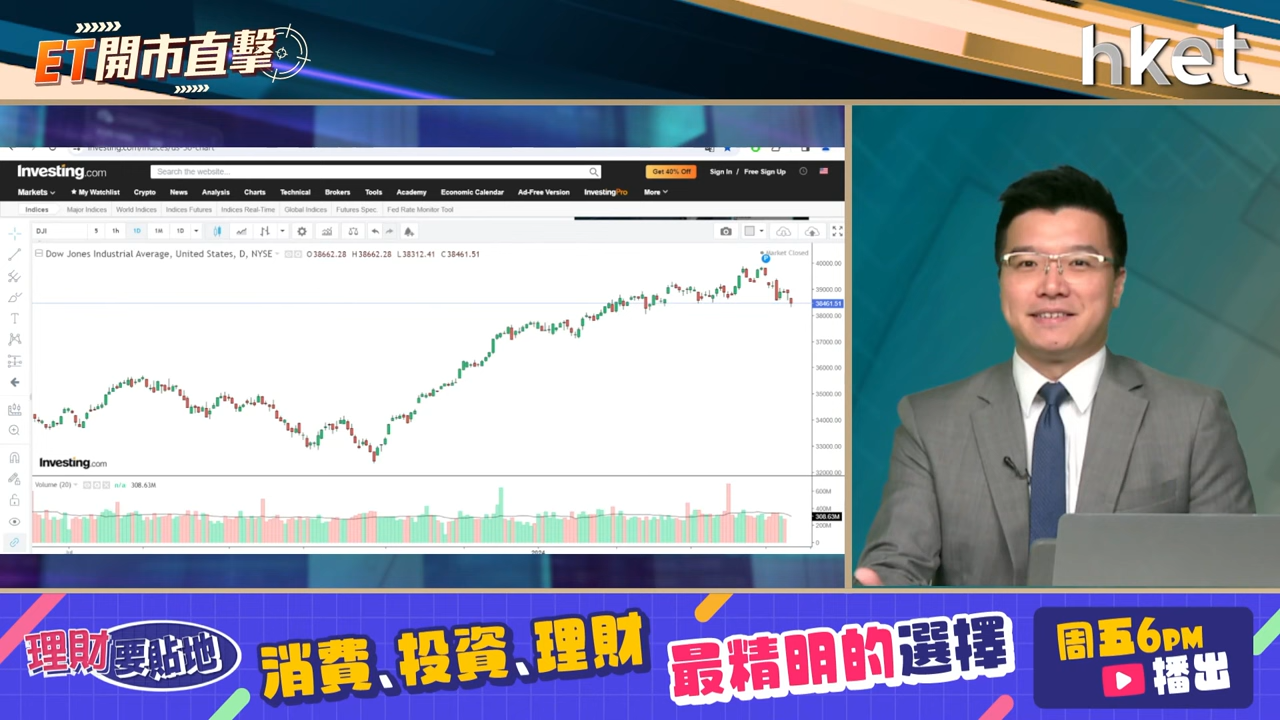 ET開市直擊
hket
investing.com/indices/us-30-chart
Investing.com
Search the website...
Get 40% Off
Sign In / Free Sign Up
Markets
My Watchlist Crypto News Analysis Charts Technical Brokers Tools Academy Economic Calendar Ad-Free Version InvestingPro More
Indices Major Indices World Indices Indices Futures Indices Real-Time Global Indices Futures Spec. Fed Rate Monitor Tool
DJI 5 1h 1D 1M 1D
Dow Jones Industrial Average, United States, D, NYSE O38662.28 H38662.28 L38312.41 C38461.51
Market Closed
P
40000.00
39000.00
38461.51
38000.00
37000.00
36000.00
35000.00
34000.00
33000.00
32000.00
Investing.com
Volume (20) n/a 308.63M
600M
400M
308.63M
200M
0
Jul
2024
理財要貼地
消費、投資、理財
最精明的選擇
周五6PM
播出